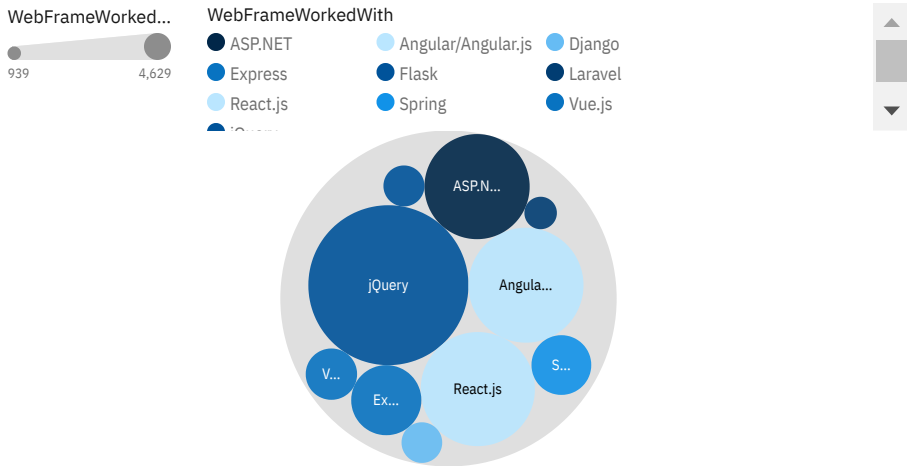 WebFrameWorked...
939 4,629
WebFrameWorkedWith
ASP.NET Angular/Angular.js Django
Express Flask Laravel
React.js Spring Vue.js
jQuery
ASP.N...
jQuery Angula...
V... Ex... React.js S...